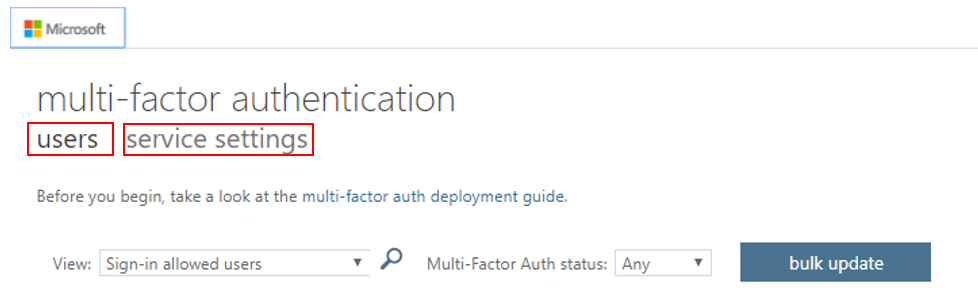 Microsoft
multi-factor authentication
users service settings
Before you begin, take a look at the multi-factor auth deployment guide.
View: Sign-in allowed users Multi-Factor Auth status: Any bulk update